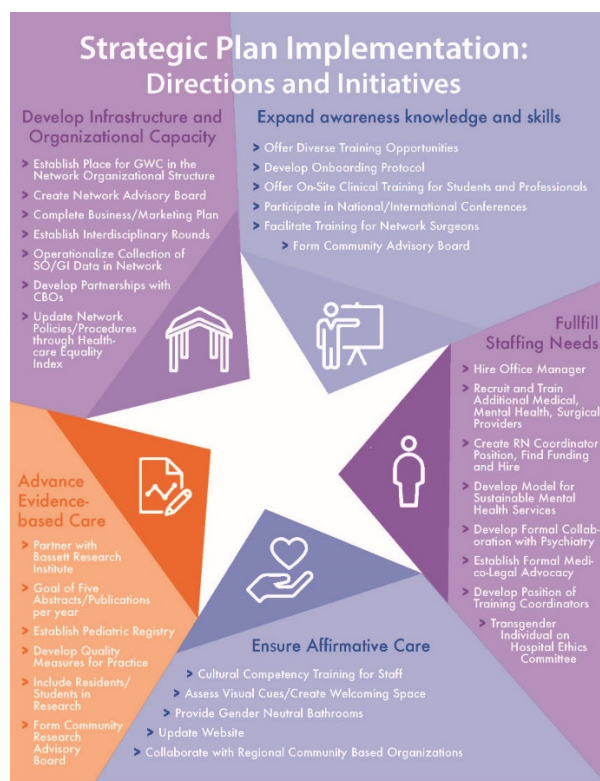 Strategic Plan Implementation:
Directions and Initiatives
Develop Infrastructure and
Organizational Capacity
> Establish Place for GWC in the
Network Organizational Structure
> Create Network Advisory Board
> Complete Business/Marketing Plan
> Establish Interdisciplinary Rounds
> Operationalize Collection of
SO/GI Data in Network
> Develop Partnerships with
CBOs
> Update Network
Policies/Procedures
through Health-
care Equality
Index
Expand awareness knowledge and skills
> Offer Diverse Training Opportunities
> Develop Onboarding Protocol
> Offer On-Site Clinical Training for Students and Professionals
> Participate in National/International Conferences
> Facilitate Training for Network Surgeons
> Form Community Advisory Board
Fullfill
Staffing Needs
> Hire Office Manager
> Recruit and Train
Additional Medical,
Mental Health, Surgical
Providers
> Create RN Coordinator
Position, Find Funding
and Hire
> Develop Model for
Sustainable Mental
Health Services
> Develop Formal Collab-
oration with Psychiatry
> Establish Formal Medi-
co-Legal Advocacy
> Develop Position of
Training Coordinators
> Transgender
Individual on
Hospital Ethics
Committee
Advance
Evidence-
based Care
> Partner with
Bassett Research
Institute
> Goal of Five
Abstracts/Publications
per year
> Establish Pediatric Registry
> Develop Quality
Measures for Practice
> Include Residents/
Students in
Research
> Form Community
Research
Advisory
Board
Ensure Affirmative Care
> Cultural Competency Training for Staff
> Assess Visual Cues/Create Welcoming Space
> Provide Gender Neutral Bathrooms
> Update Website
> Collaborate with Regional Community Based Organizations